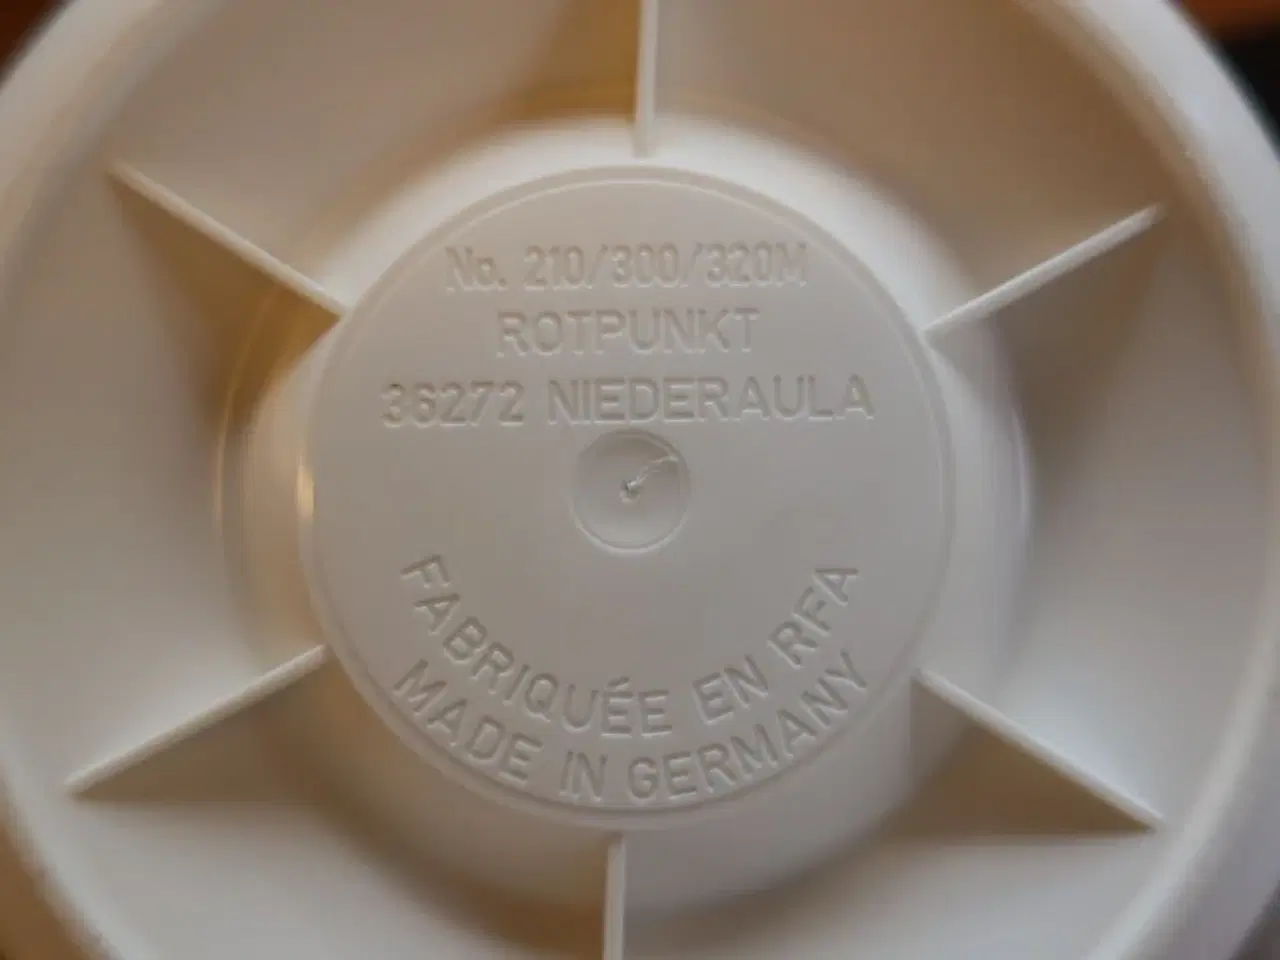 No. 210/300/320M
ROTPUNKT
36272 NIEDERAULA
FABRIQUÉE EN RFA
MADE IN GERMANY